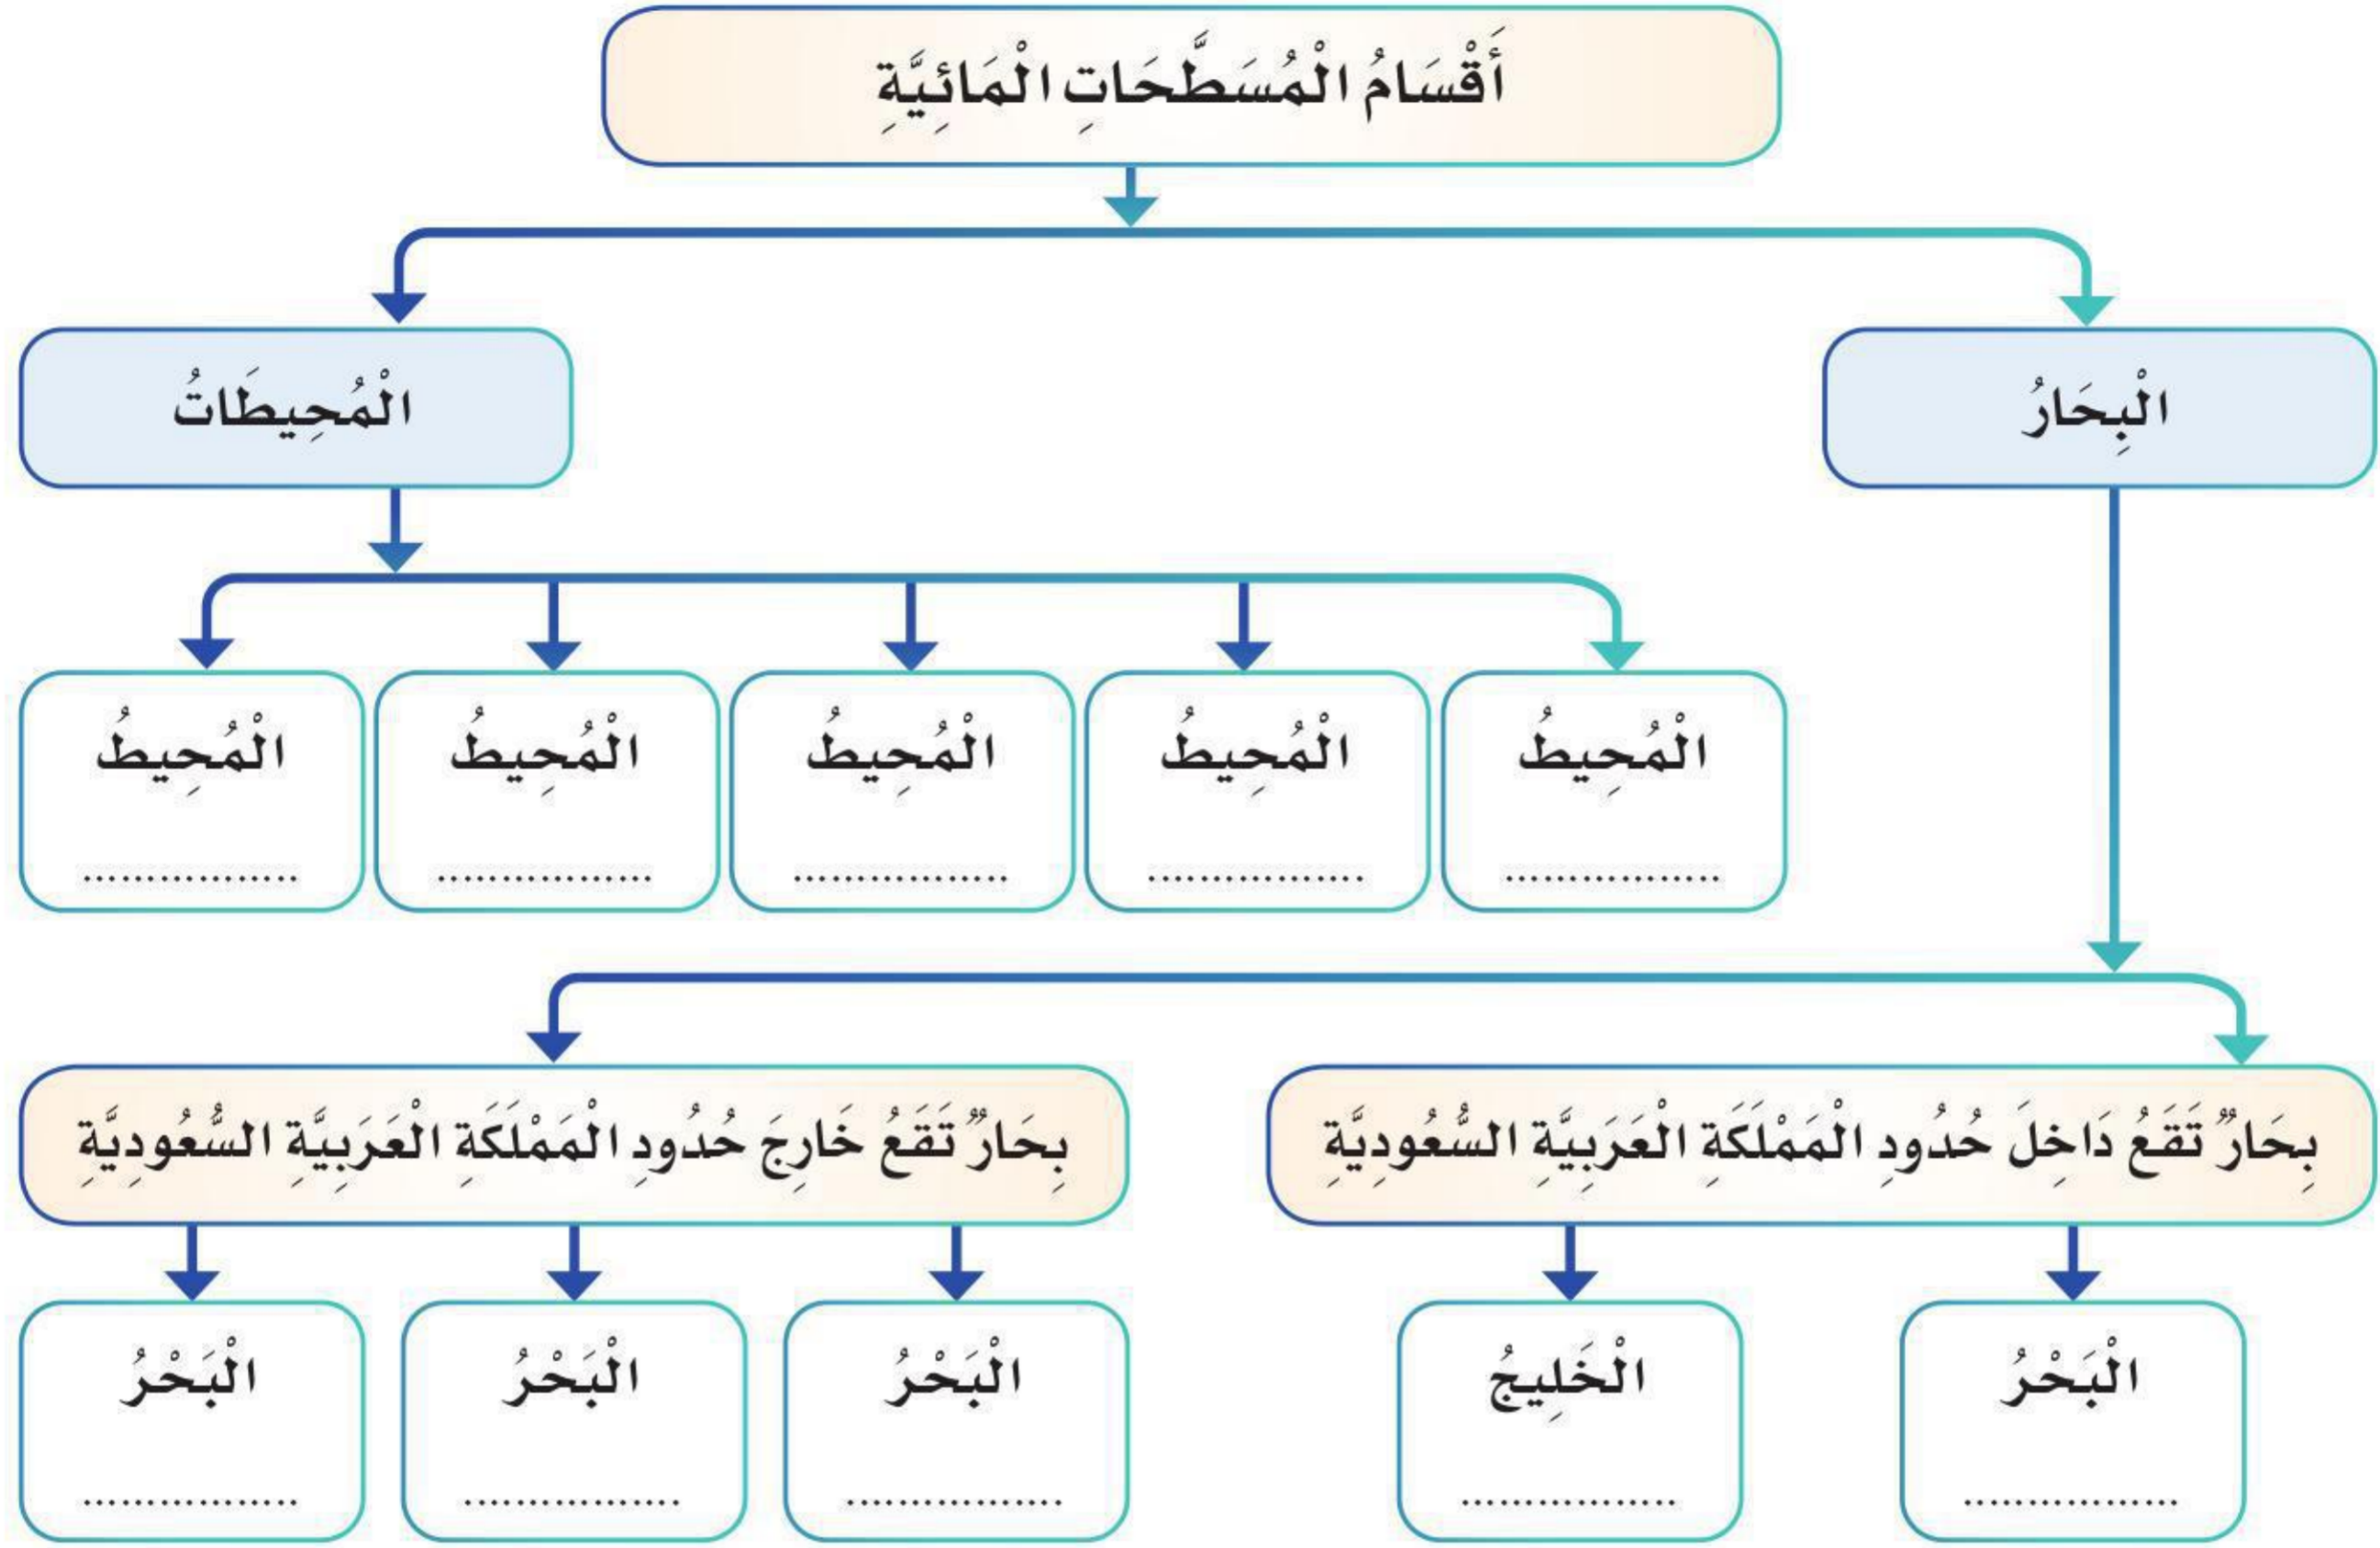 أَقْسَامُ الْمُسَطَّحَاتِ الْمَائِيَّةِ
الْبِحَارُ
الْمُحِيطَاتُ
الْمُحِيطُ
.................
الْمُحِيطُ
.................
الْمُحِيطُ
.................
الْمُحِيطُ
.................
الْمُحِيطُ
.................
بِحَارٌ تَقَعُ دَاخِلَ حُدُودِ الْمَمْلَكَةِ الْعَرَبِيَّةِ السُّعُودِيَّةِ
بِحَارٌ تَقَعُ خَارِجَ حُدُودِ الْمَمْلَكَةِ الْعَرَبِيَّةِ السُّعُودِيَّةِ
الْبَحْرُ
.................
الْخَلِيجُ
.................
الْبَحْرُ
.................
الْبَحْرُ
.................
الْبَحْرُ
.................